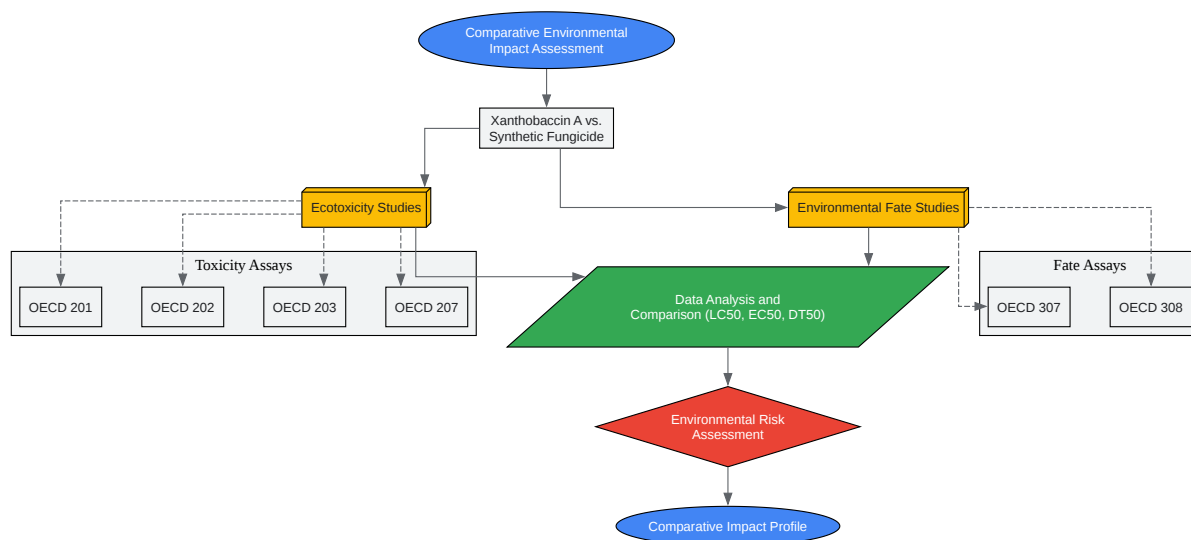 Comparative Environmental
Impact Assessment
Xanthobaccin A vs.
Synthetic Fungicide
Ecotoxicity Studies
Environmental Fate Studies
Toxicity Assays
Fate Assays
OECD 201
OECD 202
OECD 203
OECD 207
Data Analysis and
Comparison (LC50, EC50, DT50)
OECD 307
OECD 308
Environmental Risk
Assessment
Comparative Impact Profile